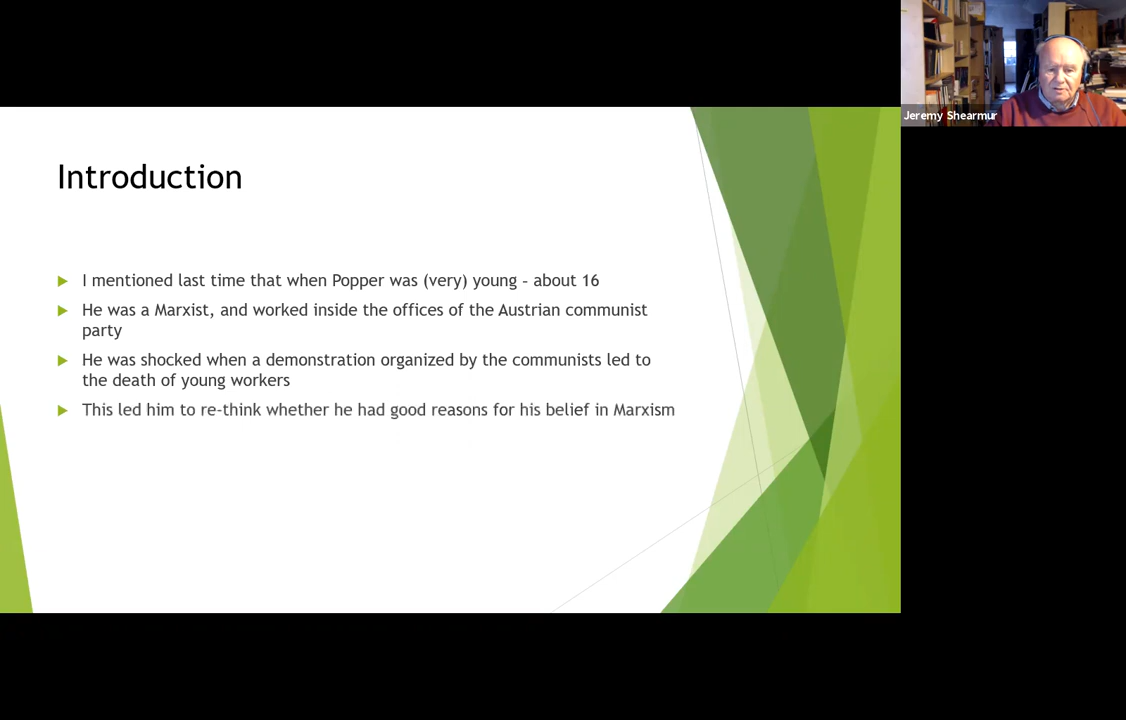 Jeremy Shearmur
Introduction
I mentioned last time that when Popper was (very) young – about 16
He was a Marxist, and worked inside the offices of the Austrian communist
party
He was shocked when a demonstration organized by the communists led to
the death of young workers
This led him to re-think whether he had good reasons for his belief in Marxism